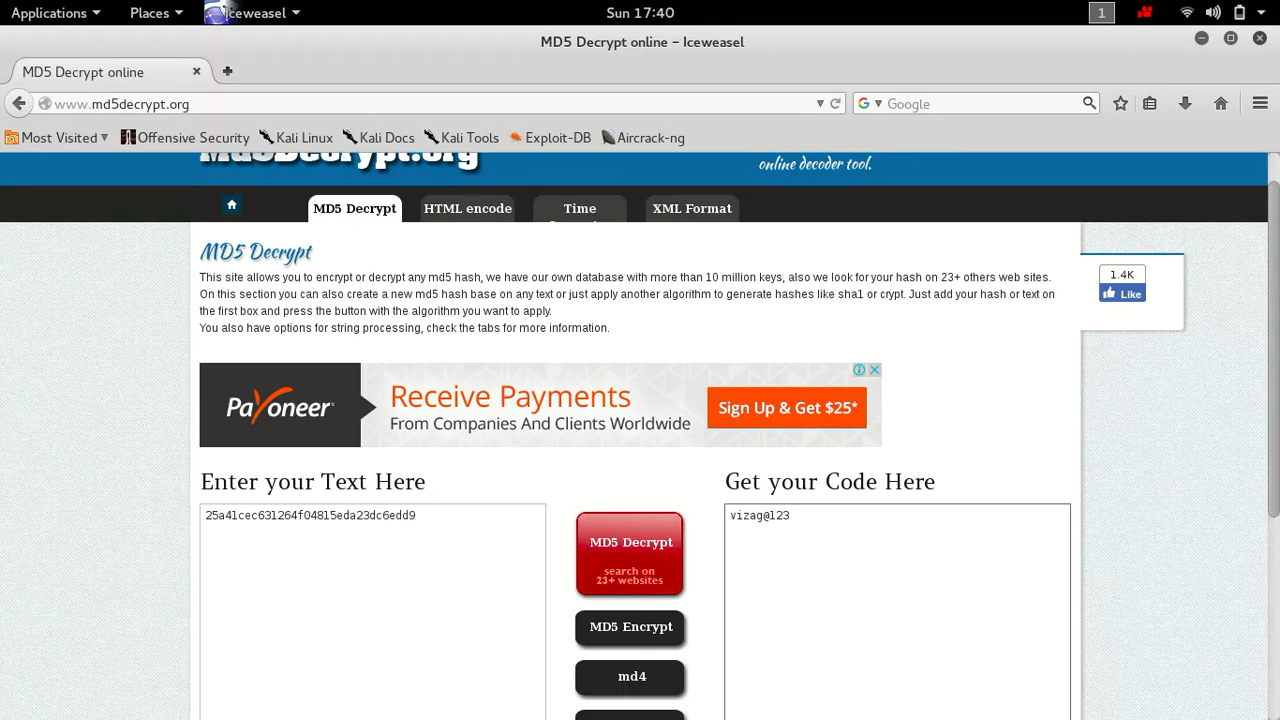 Applications Places Iceweasel Sun 17:40 1
MD5 Decrypt online – Iceweasel
MD5 Decrypt online
www.md5decrypt.org Google
Most Visited Offensive Security Kali Linux Kali Docs Kali Tools Exploit-DB Aircrack-ng
Md5Decrypt.org online decoder tool.
MD5 Decrypt HTML encode Time XML Format
MD5 Decrypt
This site allows you to encrypt or decrypt any md5 hash, we have our own database with more than 10 million keys, also we look for your hash on 23+ others web sites.
On this section you can also create a new md5 hash base on any text or just apply another algorithm to generate hashes like sha1 or crypt. Just add your hash or text on
the first box and press the button with the algorithm you want to apply.
You also have options for string processing, check the tabs for more information.
1.4K
Like
Payoneer
Receive Payments
From Companies And Clients Worldwide
Sign Up & Get $25*
Enter your Text Here
25a41cec631264f04815eda23dc6edd9
MD5 Decrypt
search on
23+ websites
MD5 Encrypt
md4
Get your Code Here
vizag@123